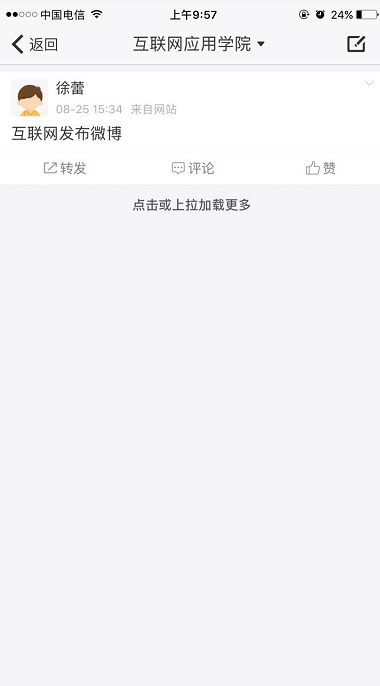 中国电信 上午9:57 24%
返回 互联网应用学院
徐蕾
08-25 15:34 来自网站
互联网发布微博
转发 评论 赞
点击或上拉加载更多